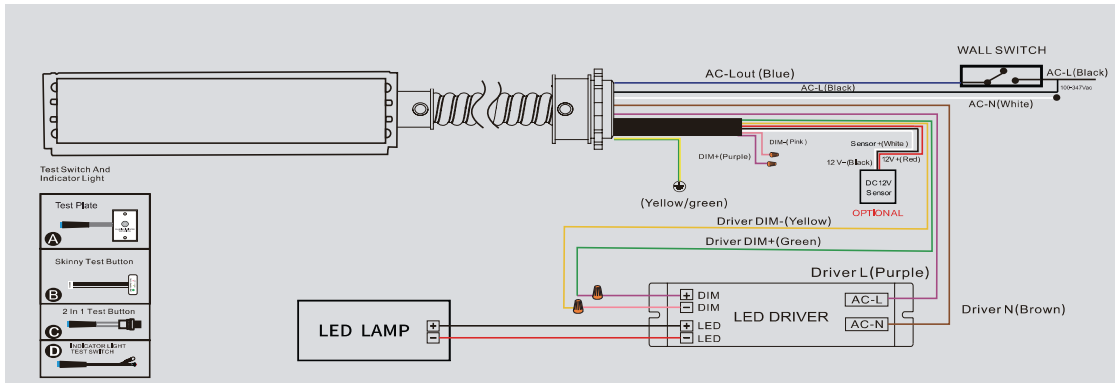 WALL SWITCH
AC-Lout (Blue)
AC-L(Black)
AC-L(Black)
100-347Vac
AC-N(White)
DIM-(Pink)
DIM+(Purple)
Sensor+(White)
12 V-(Black)
12V+(Red)
DC12V
Sensor
OPTIONAL
(Yellow/green)
Driver DIM-(Yellow)
Driver DIM+(Green)
Driver L(Purple)
Driver N(Brown)
Test Switch And
Indicator Light
Test Plate
A
Skinny Test Button
B
2 In 1 Test Button
C
INDICATOR LIGHT
TEST SWITCH
D
LED LAMP
+
−
+ DIM
− DIM
+ LED
− LED
LED DRIVER
AC-L
AC-N